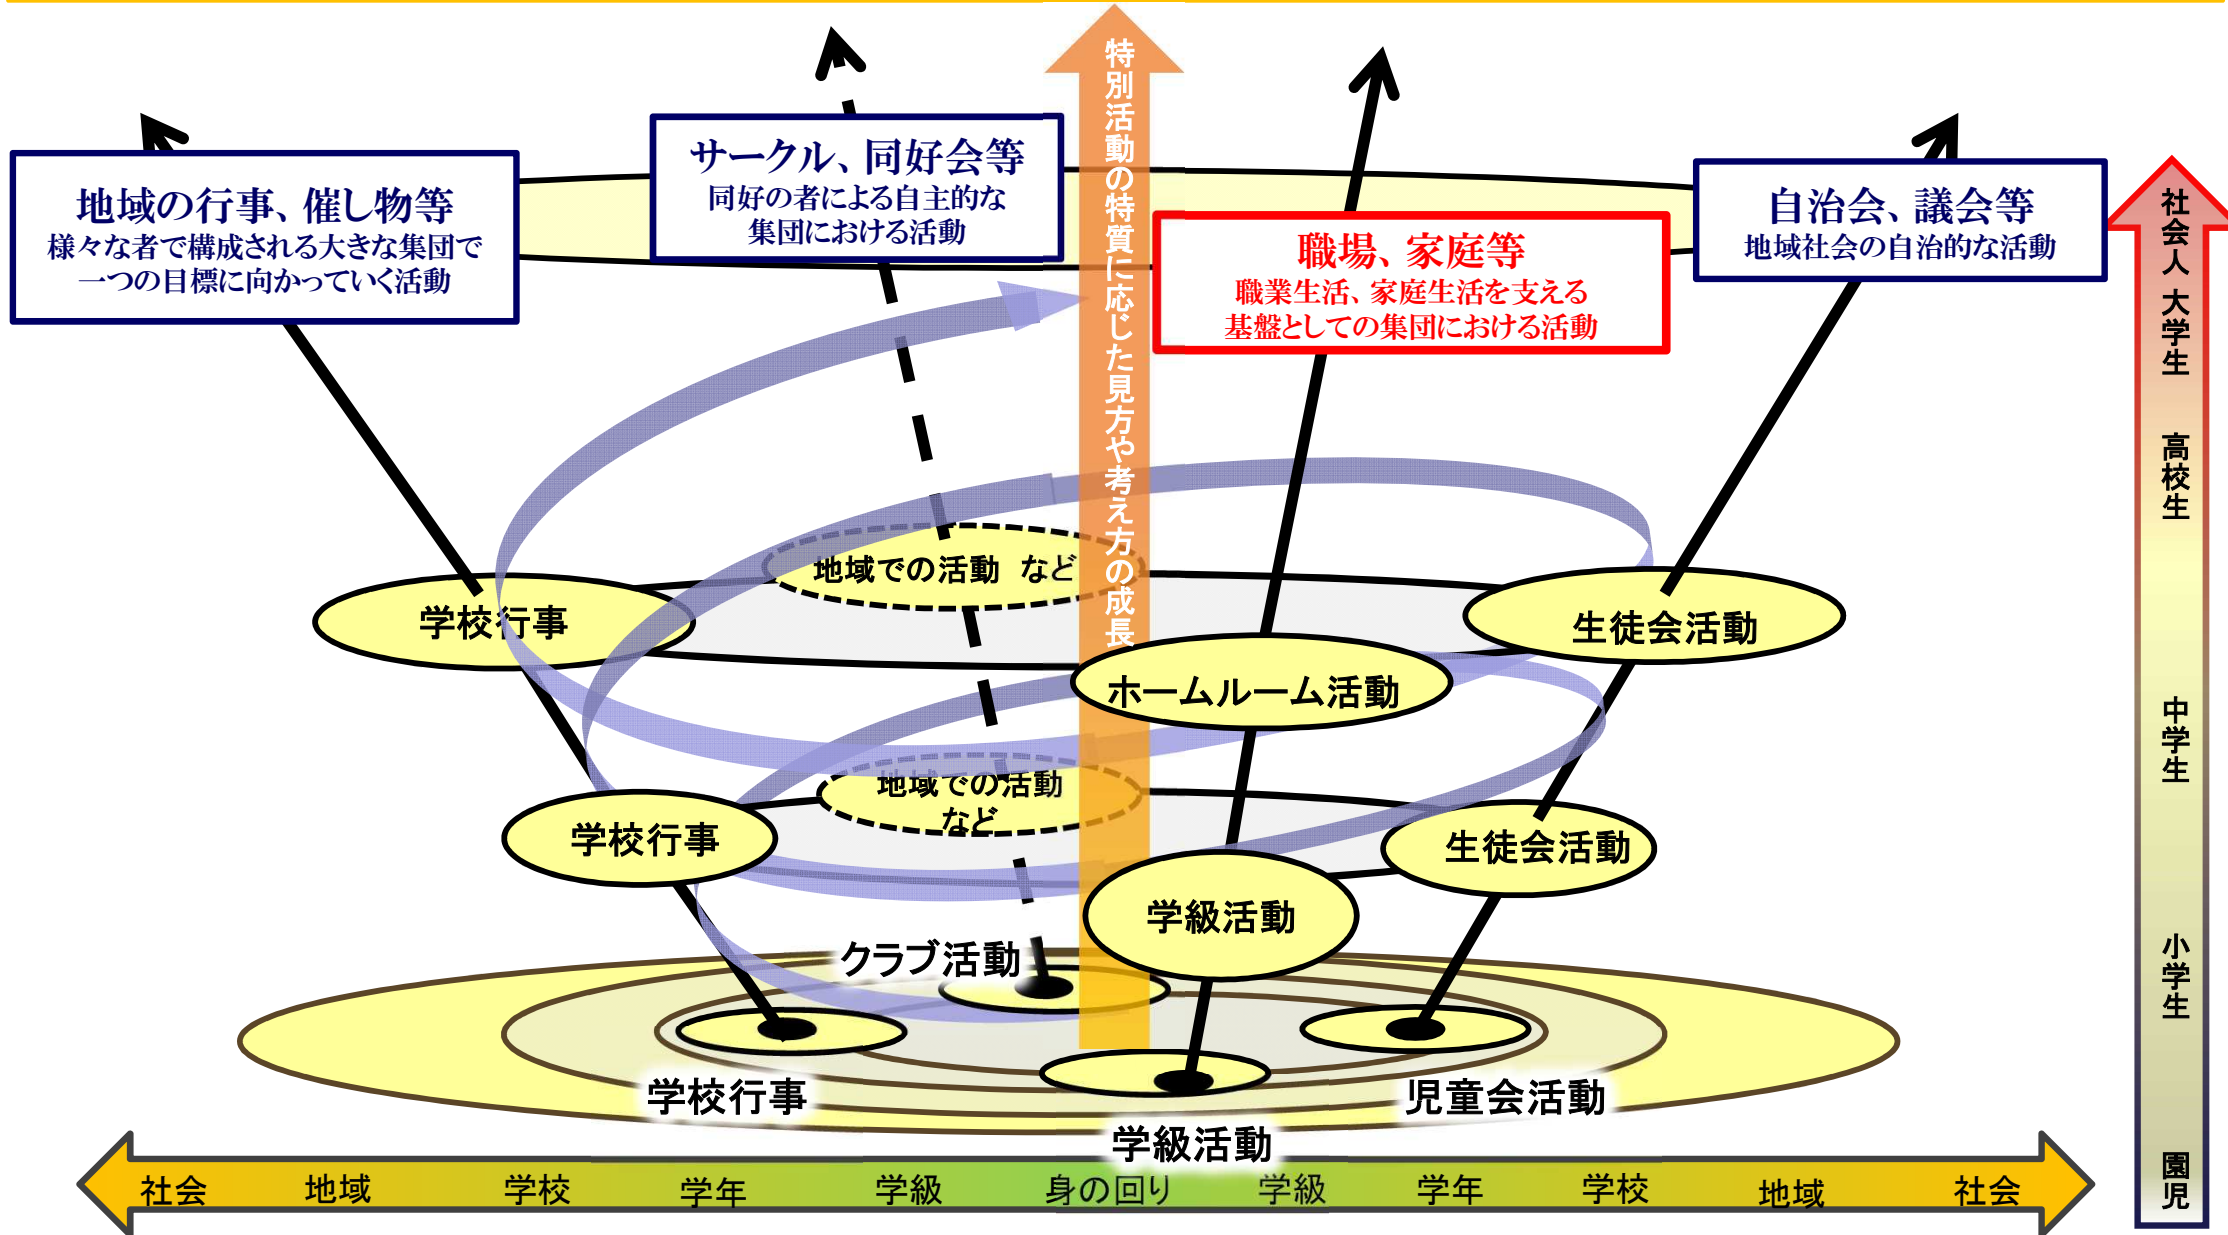 特別活動の特質に応じた見方や考え方の成長
地域の行事、催し物等
様々な者で構成される大きな集団で
一つの目標に向かっていく活動
サークル、同好会等
同好の者による自主的な
集団における活動
職場、家庭等
職業生活、家庭生活を支える
基盤としての集団における活動
自治会、議会等
地域社会の自治的な活動
社会人
大学生
高校生
中学生
小学生
園児
地域での活動 など
学校行事
生徒会活動
ホームルーム活動
地域での活動
など
学校行事
生徒会活動
学級活動
クラブ活動
学校行事
児童会活動
学級活動
社会 地域 学校 学年 学級 身の回り 学級 学年 学校 地域 社会